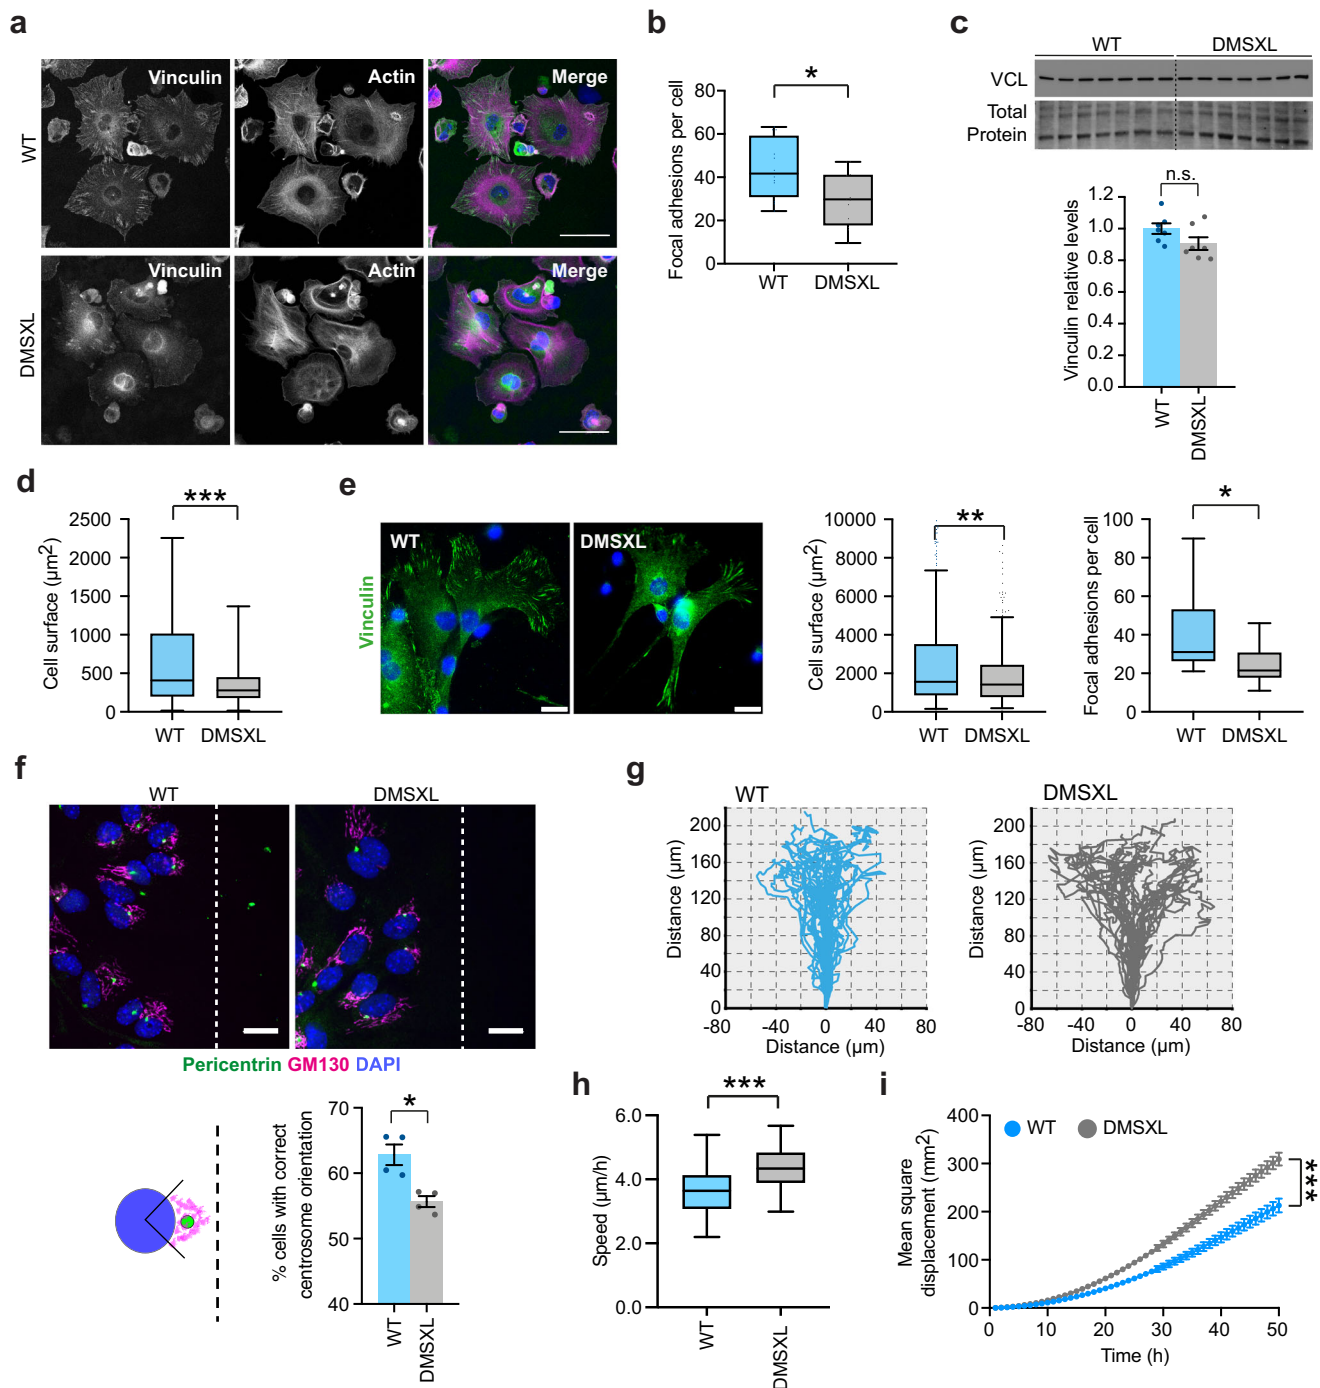 a
Vinculin
Actin
Merge
WT
Vinculin
Actin
Merge
DMSXL
b
*
Focal adhesions per cell
80
60
40
20
0
WT
DMSXL
c
WT
DMSXL
VCL
Total
Protein
n.s.
Vinculin relative levels
1.2
1.0
0.8
0.6
0.4
0.2
0.0
WT
DMSXL
d
***
Cell surface (µm²)
2500
2000
1500
1000
500
0
WT
DMSXL
e
Vinculin
WT
DMSXL
**
Cell surface (µm²)
10000
8000
6000
4000
2000
0
WT
DMSXL
*
Focal adhesions per cell
100
80
60
40
20
0
WT
DMSXL
f
WT
DMSXL
Pericentrin GM130 DAPI
*
% cells with correct
centrosome orientation
70
60
50
40
WT
DMSXL
g
WT
Distance (µm)
200
160
120
80
40
0
-80
-40
0
40
80
Distance (µm)
DMSXL
Distance (µm)
200
160
120
80
40
0
-80
-40
0
40
80
Distance (µm)
h
***
Speed (µm/h)
6.0
4.0
2.0
0.0
WT
DMSXL
i
WT
DMSXL
***
Mean square
displacement (mm²)
400
300
200
100
0
0
10
20
30
40
50
Time (h)